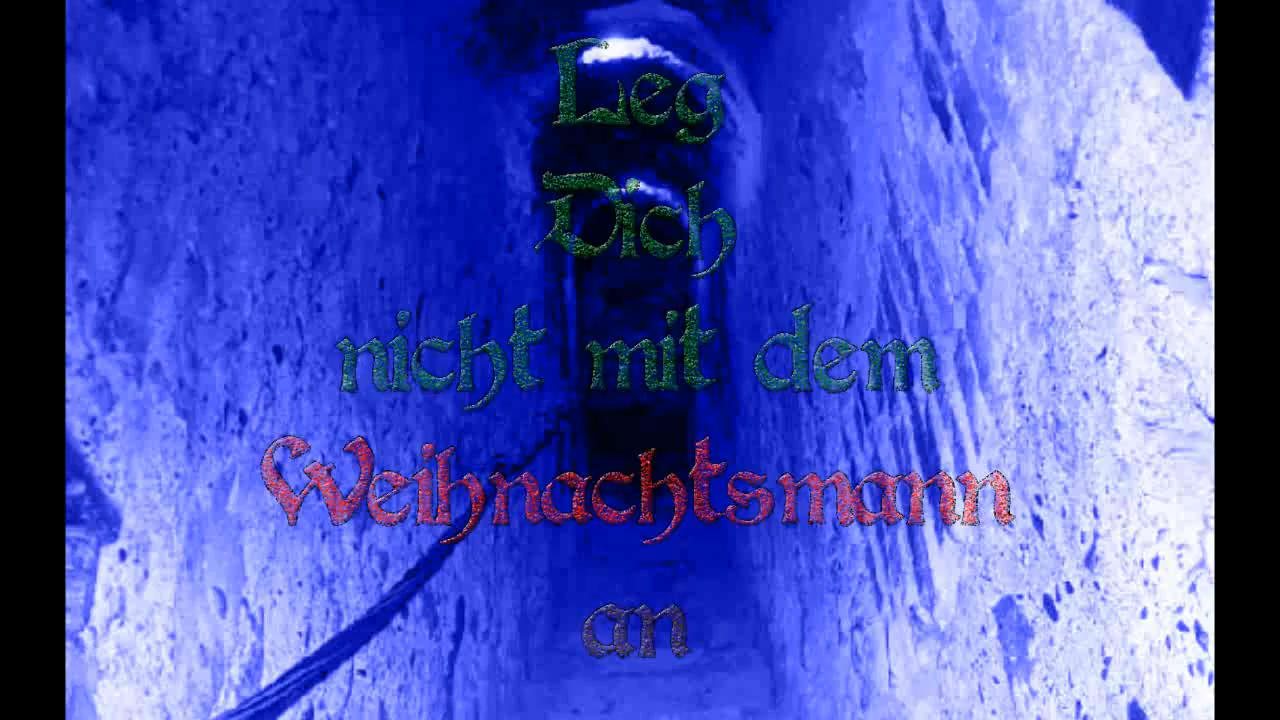 Leg
Dich
nicht mit dem
Weihnachtsmann
an